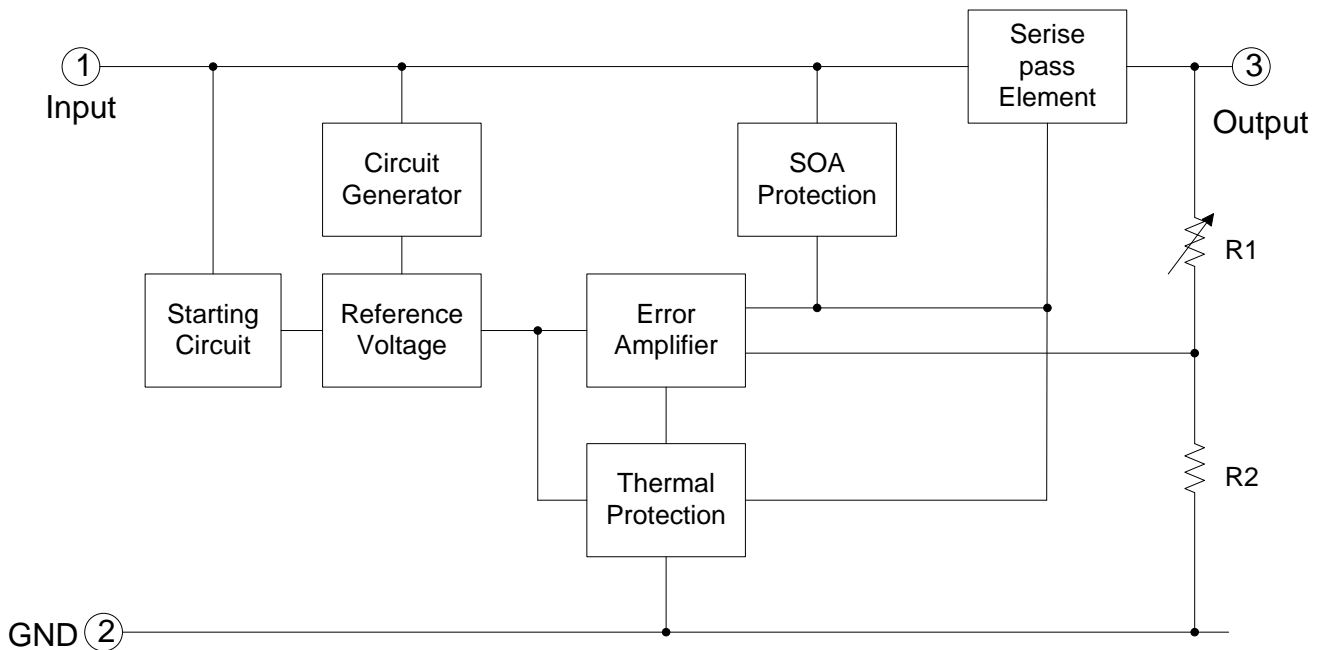 1
Input
Serise
pass
Element
3
Output
Circuit
Generator
SOA
Protection
R1
Starting
Circuit
Reference
Voltage
Error
Amplifier
Thermal
Protection
R2
GND
2